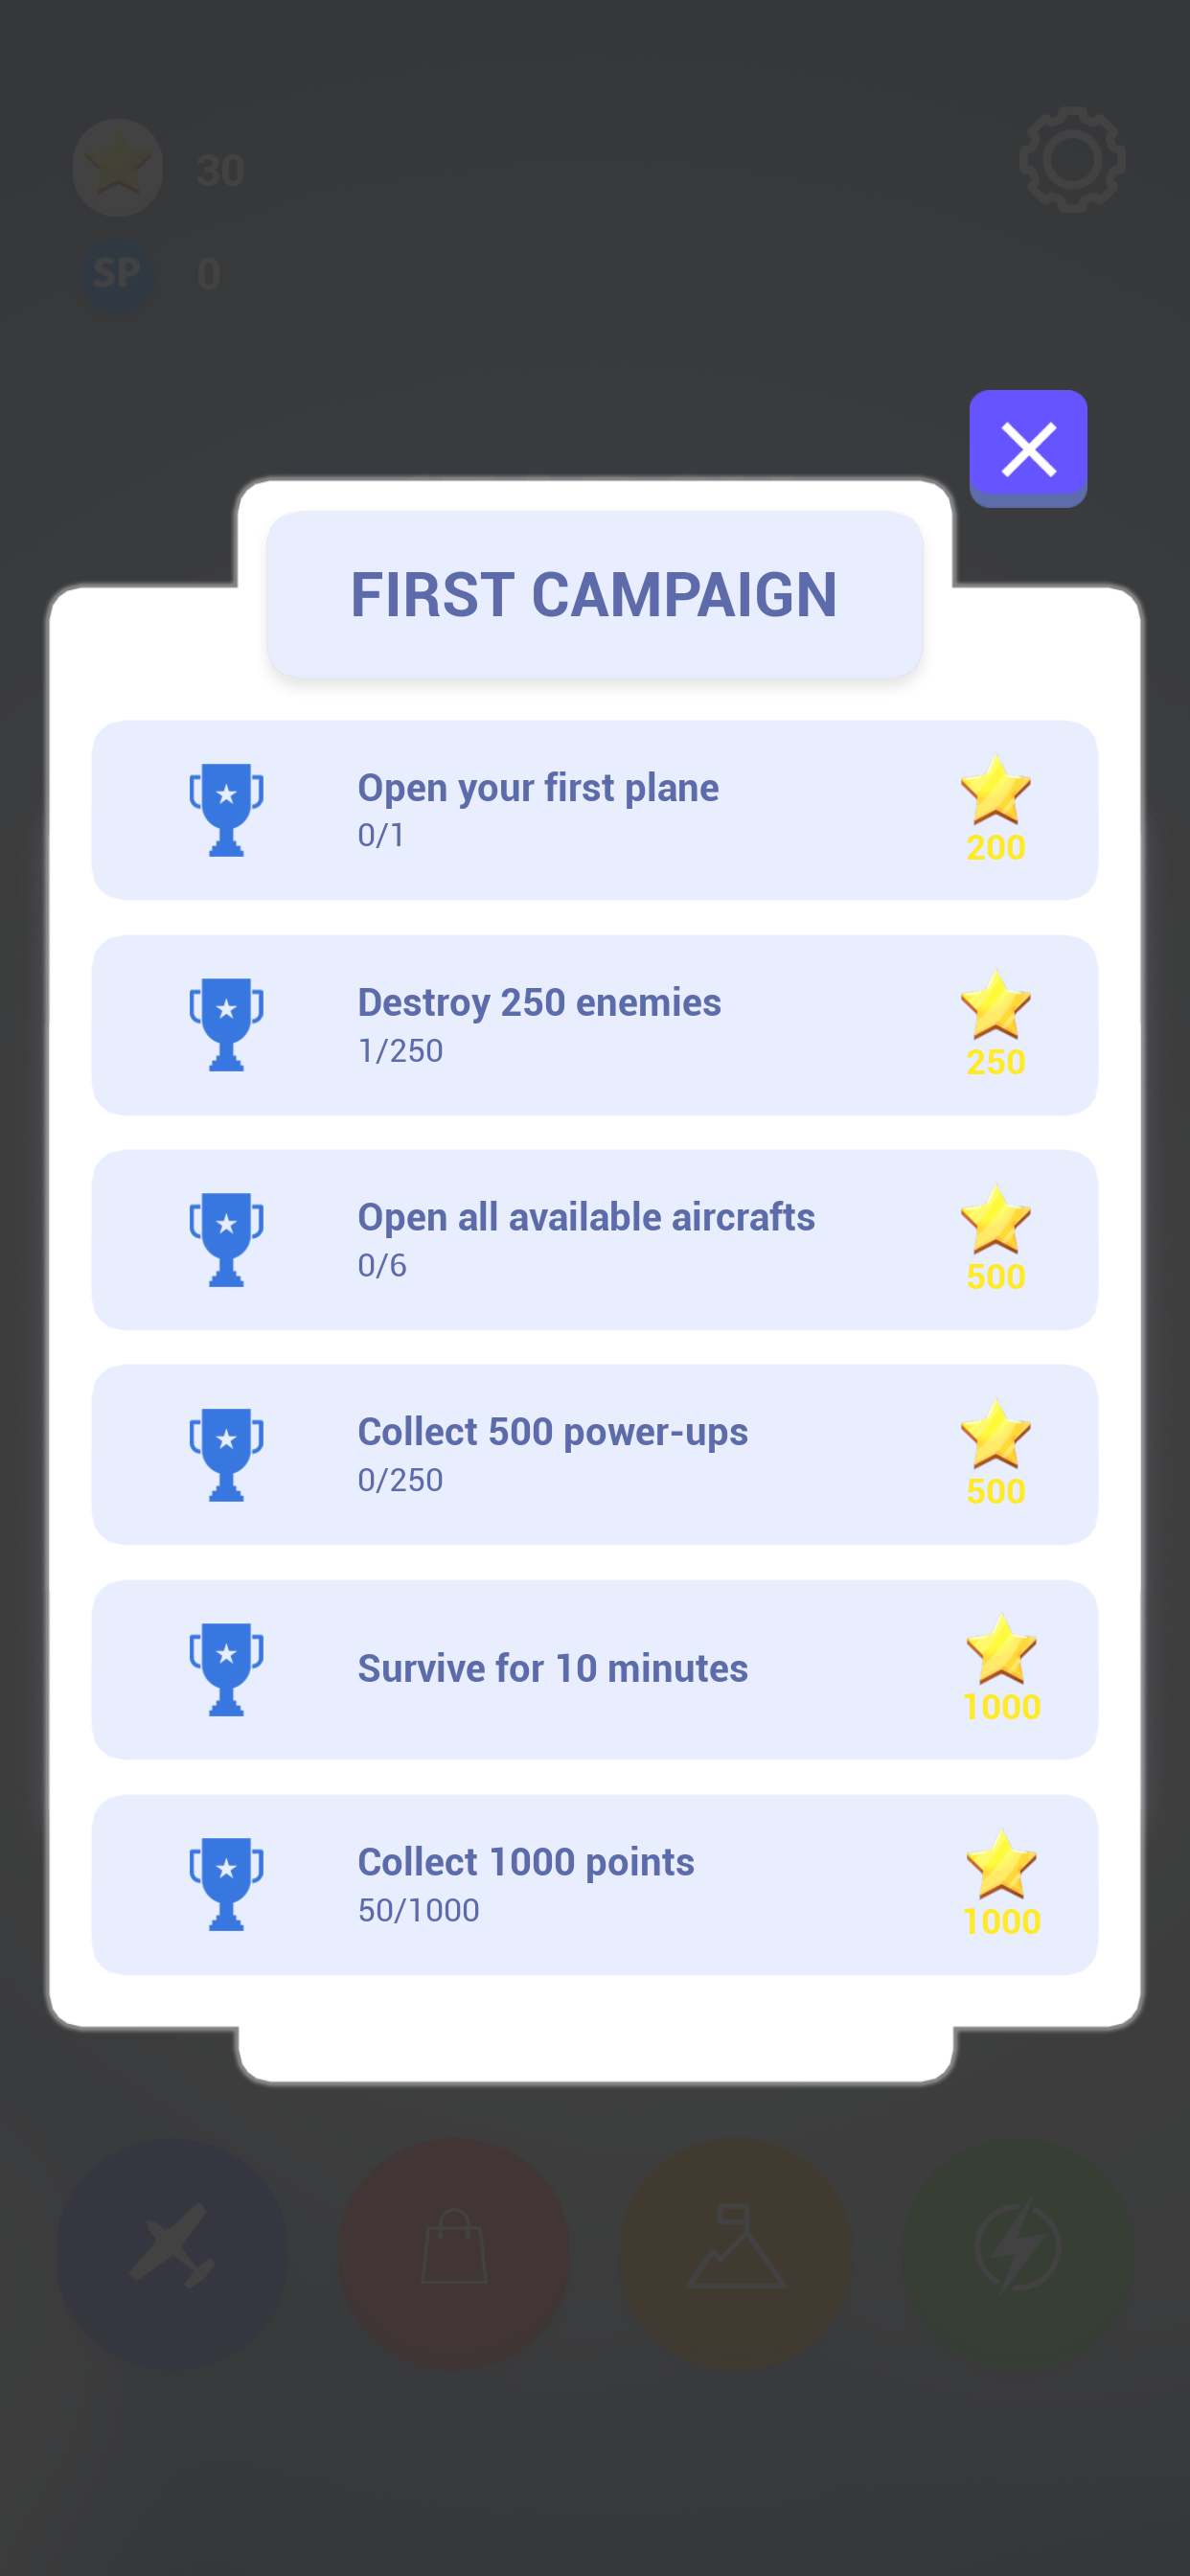 30
SP 0
FIRST CAMPAIGN
Open your first plane
0/1
200
Destroy 250 enemies
1/250
250
Open all available aircrafts
0/6
500
Collect 500 power-ups
0/250
500
Survive for 10 minutes
1000
Collect 1000 points
50/1000
1000